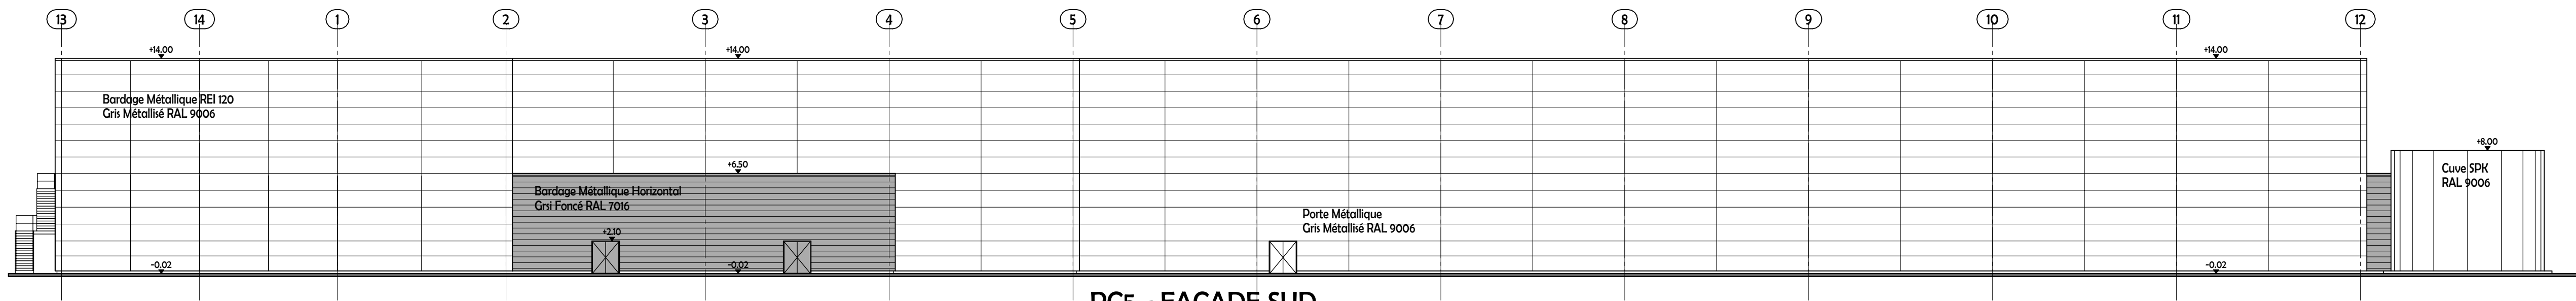 13 14 1 2 3 4 5 6 7 8 9 10 11 12
+14.00 +14.00 +14.00
Bardage Métallique REI 120
Gris Métallisé RAL 9006
+8.00
+6.50
Cuve SPK
RAL 9006
Bardage Métallique Horizontal
Grsi Foncé RAL 7016
Porte Métallique
Gris Métallisé RAL 9006
+2.10
-0.02 -0.02 -0.02
PC5 - FACADE SUD